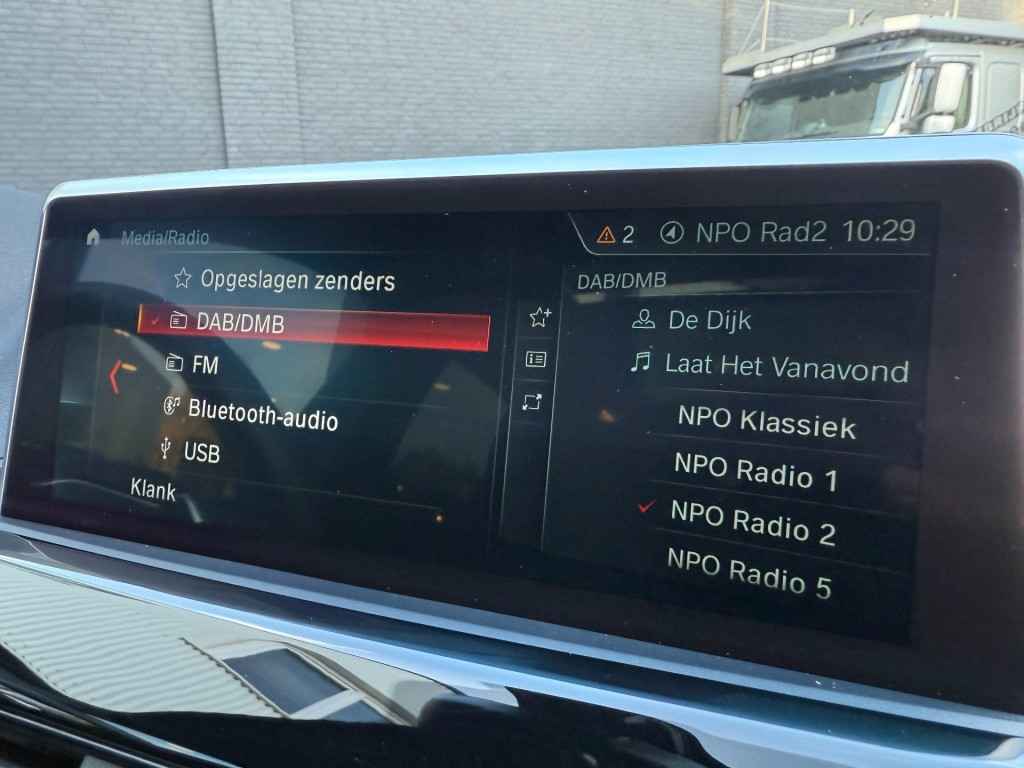 Media/Radio
Opgeslagen zenders
DAB/DMB
FM
Bluetooth-audio
USB
Klank
2 NPO Rad2 10:29
DAB/DMB
De Dijk
Laat Het Vanavond
NPO Klassiek
NPO Radio 1
NPO Radio 2
NPO Radio 5